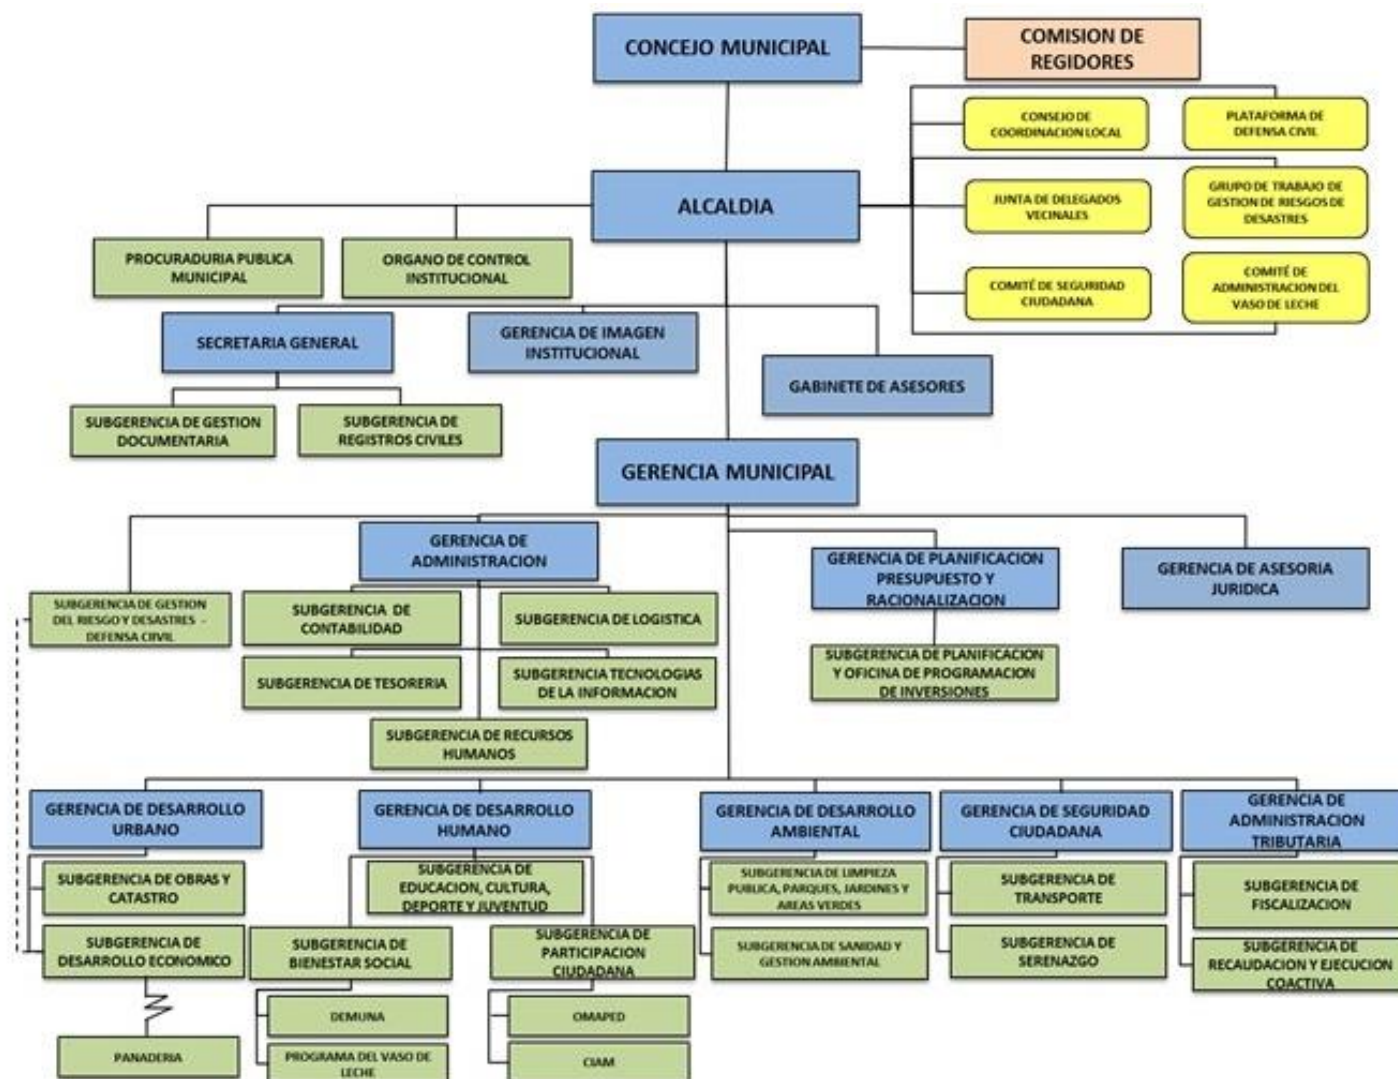 CONCEJO MUNICIPAL
COMISION DE
REGIDORES
CONSEJO DE
COORDINACION LOCAL
PLATAFORMA DE
DEFENSA CIVIL
ALCALDIA
JUNTA DE DELEGADOS
VECINALES
GRUPO DE TRABAJO DE
GESTION DE RIESGOS DE
DESASTRES
PROCURADURIA PUBLICA
MUNICIPAL
ORGANO DE CONTROL
INSTITUCIONAL
COMITÉ DE SEGURIDAD
CIUDADANA
COMITÉ DE
ADMINISTRACION DEL
VASO DE LECHE
SECRETARIA GENERAL
GERENCIA DE IMAGEN
INSTITUCIONAL
GABINETE DE ASESORES
SUBGERENCIA DE GESTION
DOCUMENTARIA
SUBGERENCIA DE
REGISTROS CIVILES
GERENCIA MUNICIPAL
GERENCIA DE
ADMINISTRACION
GERENCIA DE PLANIFICACION
PRESUPUESTO Y
RACIONALIZACION
GERENCIA DE ASESORIA
JURIDICA
SUBGERENCIA DE GESTION
DEL RIESGO Y DESASTRES -
DEFENSA CIIVIL
SUBGERENCIA DE
CONTABILIDAD
SUBGERENCIA DE LOGISTICA
SUBGERENCIA DE TESORERIA
SUBGERENCIA TECNOLOGIAS
DE LA INFORMACION
SUBGERENCIA DE PLANIFICACION
Y OFICINA DE PROGRAMACION
DE INVERSIONES
SUBGERENCIA DE RECURSOS
HUMANOS
GERENCIA DE DESARROLLO
URBANO
GERENCIA DE DESARROLLO
HUMANO
GERENCIA DE DESARROLLO
AMBIENTAL
GERENCIA DE SEGURIDAD
CIUDADANA
GERENCIA DE
ADMINISTRACION
TRIBUTARIA
SUBGERENCIA DE OBRAS Y
CATASTRO
SUBGERENCIA DE
EDUCACION, CULTURA,
DEPORTE Y JUVENTUD
SUBGERENCIA DE LIMPIEZA
PUBLICA, PARQUES, JARDINES Y
AREAS VERDES
SUBGERENCIA DE
TRANSPORTE
SUBGERENCIA DE
FISCALIZACION
SUBGERENCIA DE
DESARROLLO ECONOMICO
SUBGERENCIA DE
BIENESTAR SOCIAL
SUBGERENCIA DE
PARTICIPACION
CIUDADANA
SUBGERENCIA DE SANIDAD Y
GESTION AMBIENTAL
SUBGERENCIA DE
SERENAZGO
SUBGERENCIA DE
RECAUDACION Y EJECUCION
COACTIVA
PANADERIA
DEMUNA
OMAPED
PROGRAMA DEL VASO DE
LECHE
CIAM